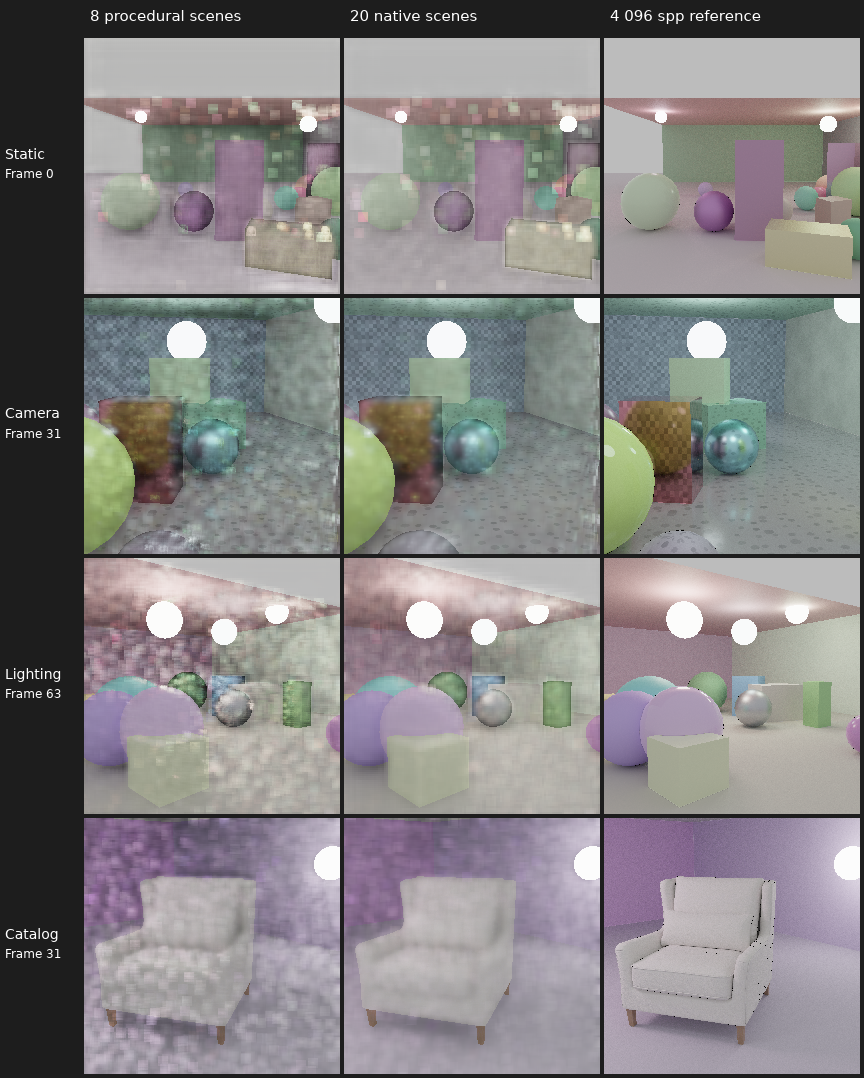 8 procedural scenes
20 native scenes
4 096 spp reference
Static
Frame 0
Camera
Frame 31
Lighting
Frame 63
Catalog
Frame 31